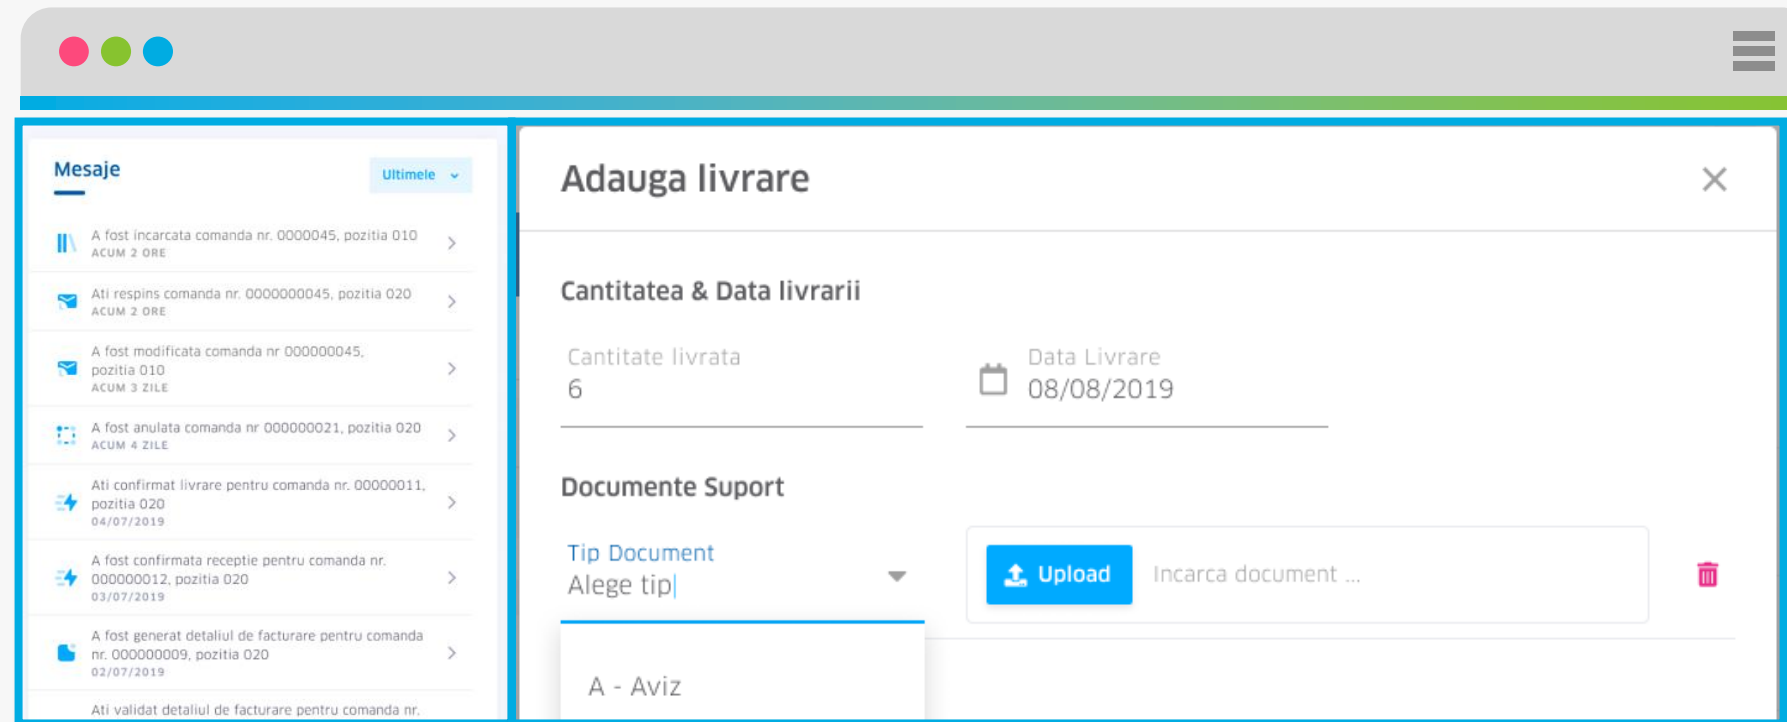 Mesaje
Ultimele
A fost incarcata comanda nr. 0000045, pozitia 010
ACUM 2 ORE
Ati respins comanda nr. 0000000045, pozitia 020
ACUM 2 ORE
A fost modificata comanda nr 000000045,
pozitia 010
ACUM 3 ZILE
A fost anulata comanda nr 000000021, pozitia 020
ACUM 4 ZILE
Ati confirmat livrare pentru comanda nr. 00000011,
pozitia 020
04/07/2019
A fost confirmata receptie pentru comanda nr.
000000012, pozitia 020
03/07/2019
A fost generat detaliul de facturare pentru comanda
nr. 000000009, pozitia 020
02/07/2019
Ati validat detaliul de facturare pentru comanda nr.
Adauga livrare
Cantitatea & Data livrarii
Cantitate livrata
6
Data Livrare
08/08/2019
Documente Suport
Tip Document
Alege tip
Upload
Incarca document ...
A - Aviz